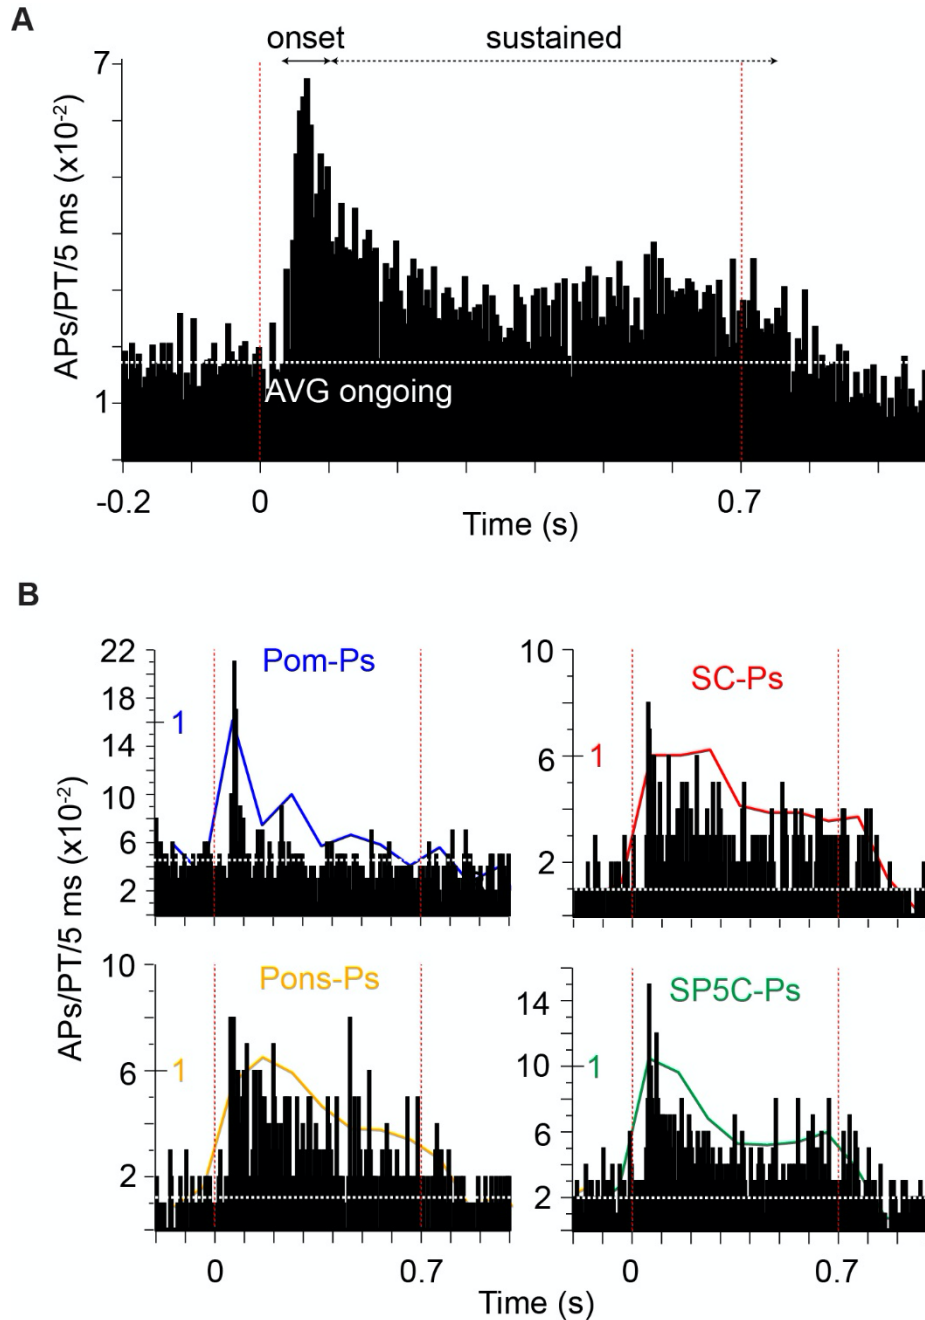 A
onset sustained
7
APs/PT/5 ms (x10-2)
AVG ongoing
1
-0.2 0 0.7
Time (s)
B
APs/PT/5 ms (x10-2)
22
18
14
10
6
2
1
Pom-Ps
10
6
2
1
SC-Ps
10
6
2
1
Pons-Ps
0 0.7
14
10
6
2
1
SP5C-Ps
0 0.7
Time (s)